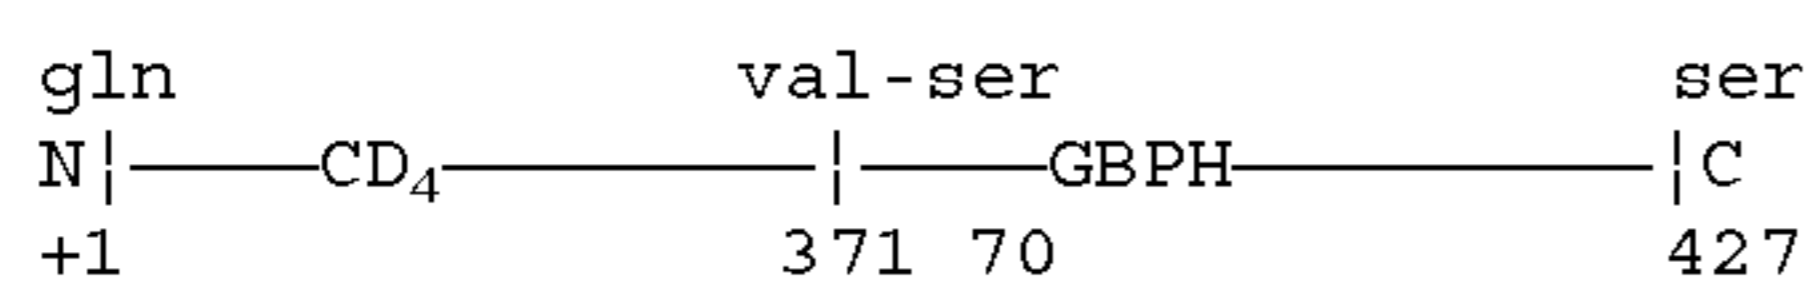 gln val-ser ser
N¦——CD₄————¦——GBPH————¦C
+1 371 70 427